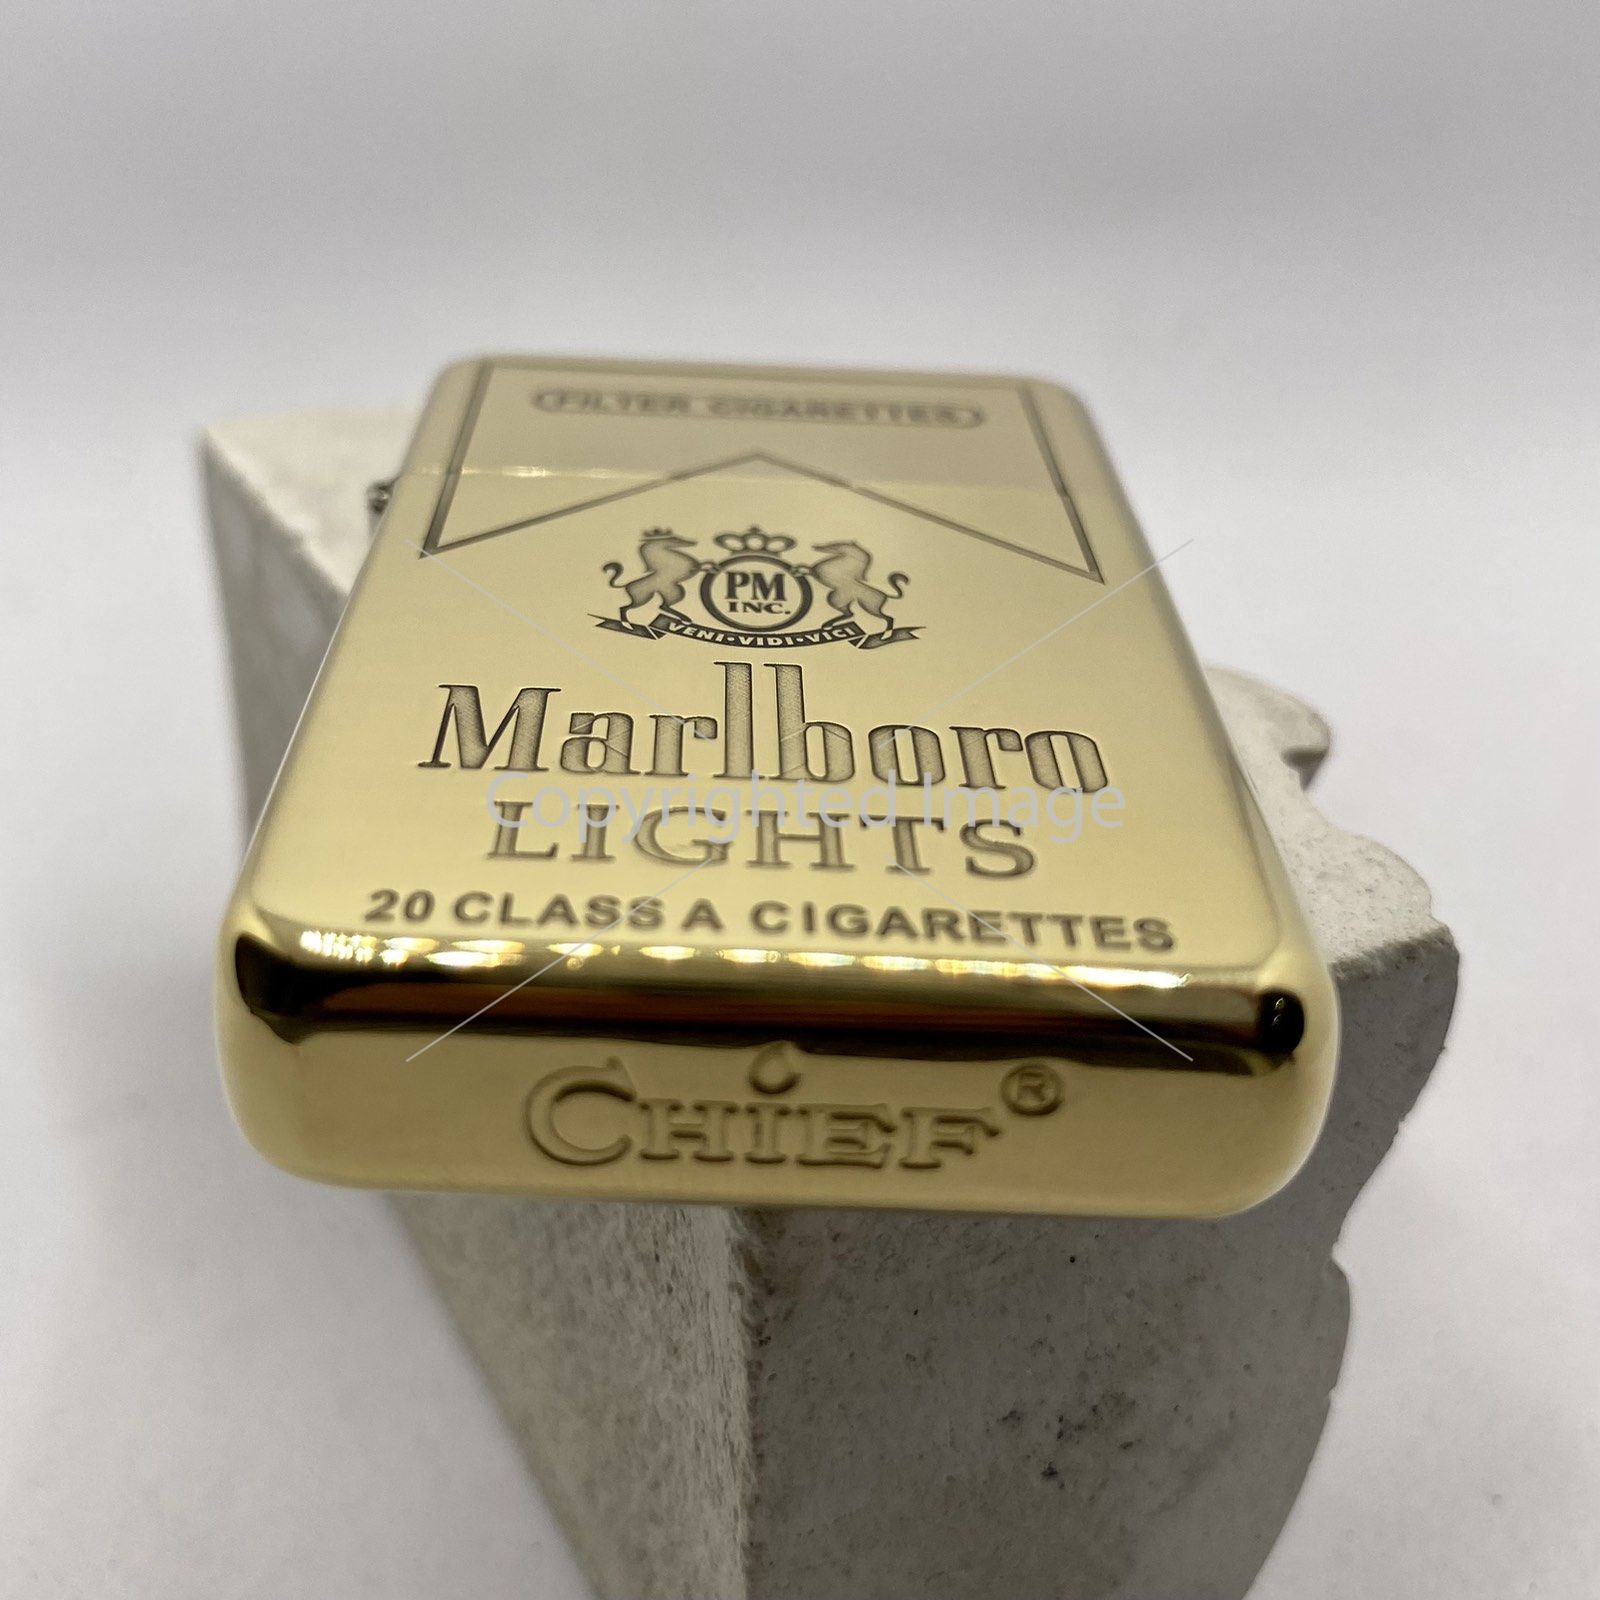 FILTER CIGARETTES
PM
INC.
VENI·VIDI·VICI
Marlboro
Copyrighted Image
LIGHTS
20 CLASS A CIGARETTES
CHiEF®